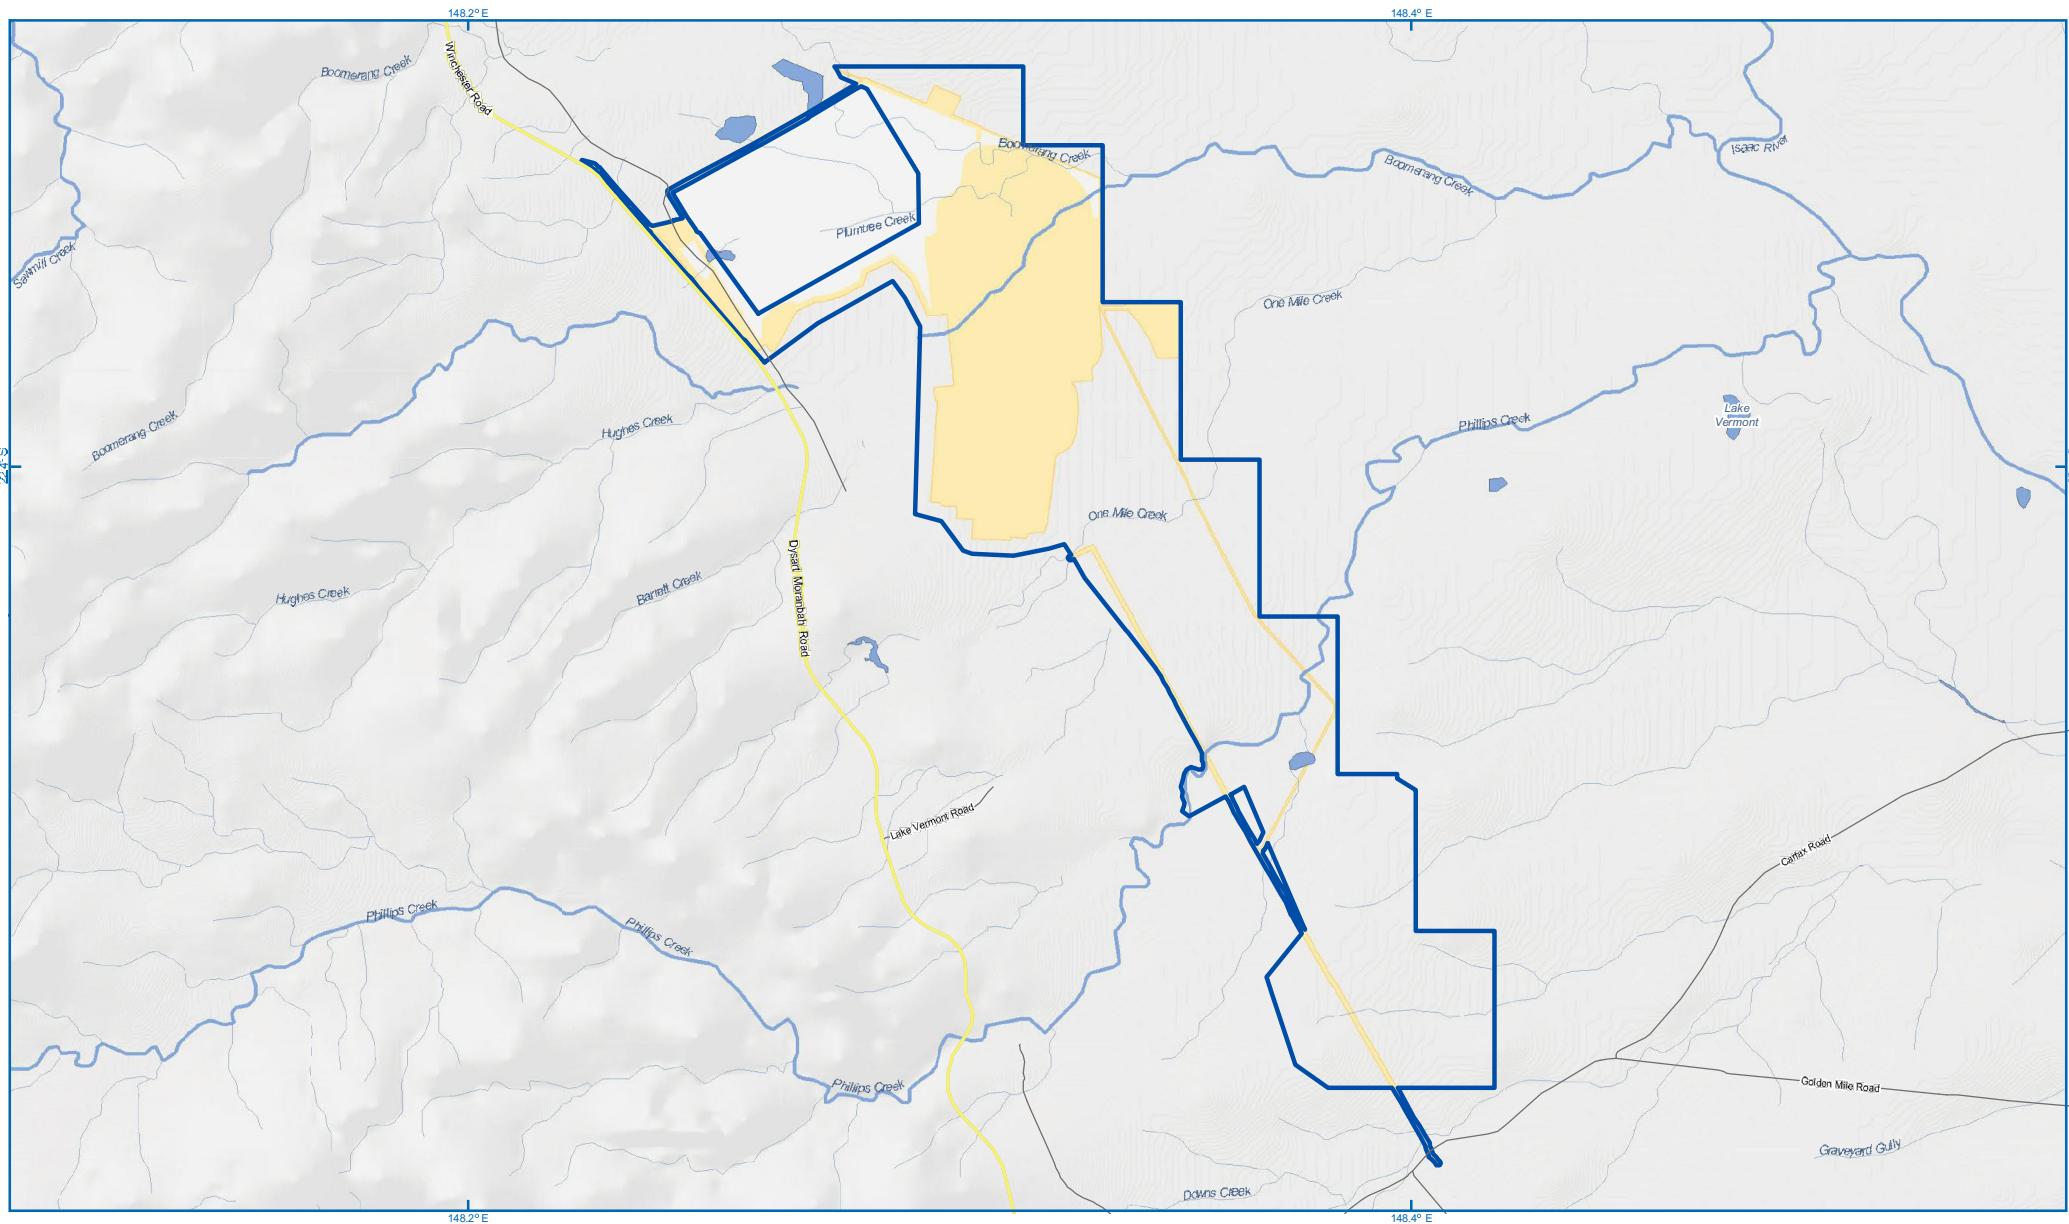 148.2° E
148.4° E
Boomerang Creek
Winchester Road
Boomerang Creek
Isaac River
Boomerang Creek
Plumtree Creek
Sawmill Creek
One Mile Creek
Boomerang Creek
Hughes Creek
Phillips Creek
Lake
Vermont
One Mile Creek
Dysart Moranbah Road
Hughes Creek
Barrett Creek
Lake Vermont Road
Carfax Road
Phillips Creek
Phillips Creek
Phillips Creek
Golden Mile Road
Graveyard Gully
Downs Creek
148.2° E
148.4° E